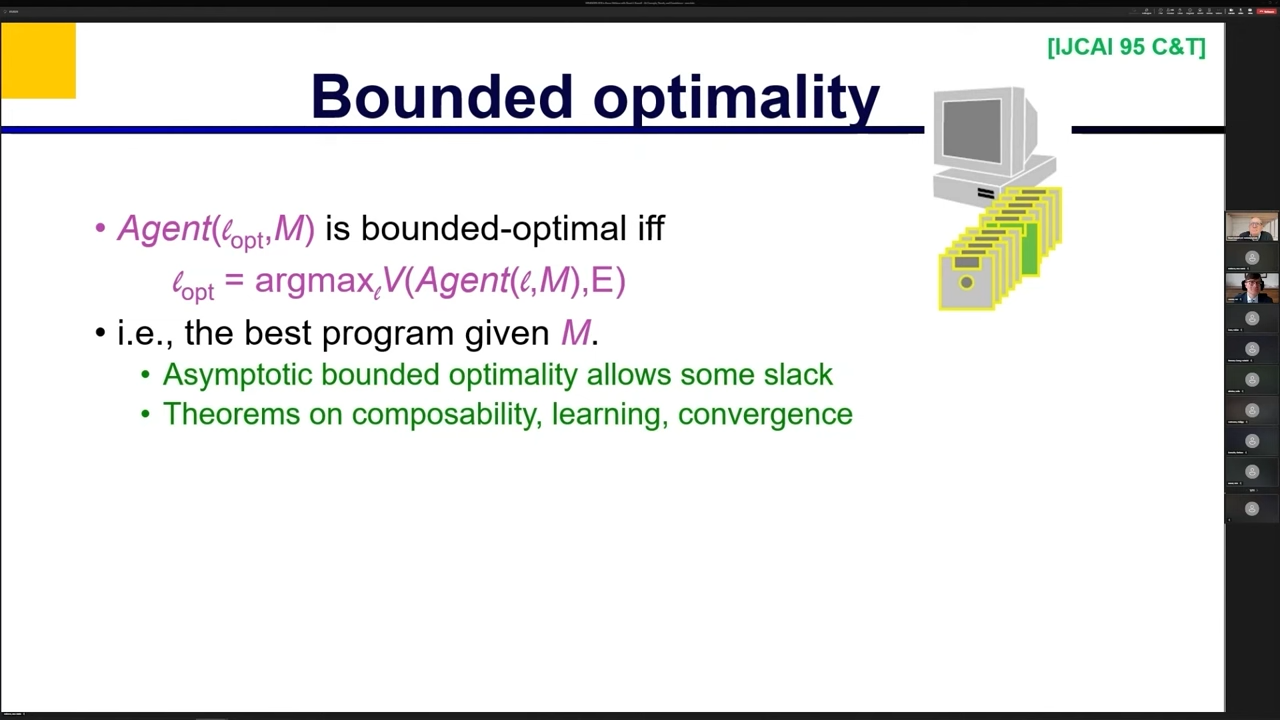 [IJCAI 95 C&T]
Bounded optimality
• Agent(ℓopt,M) is bounded-optimal iff
ℓopt = argmaxℓV(Agent(ℓ,M),E)
• i.e., the best program given M.
• Asymptotic bounded optimality allows some slack
• Theorems on composability, learning, convergence